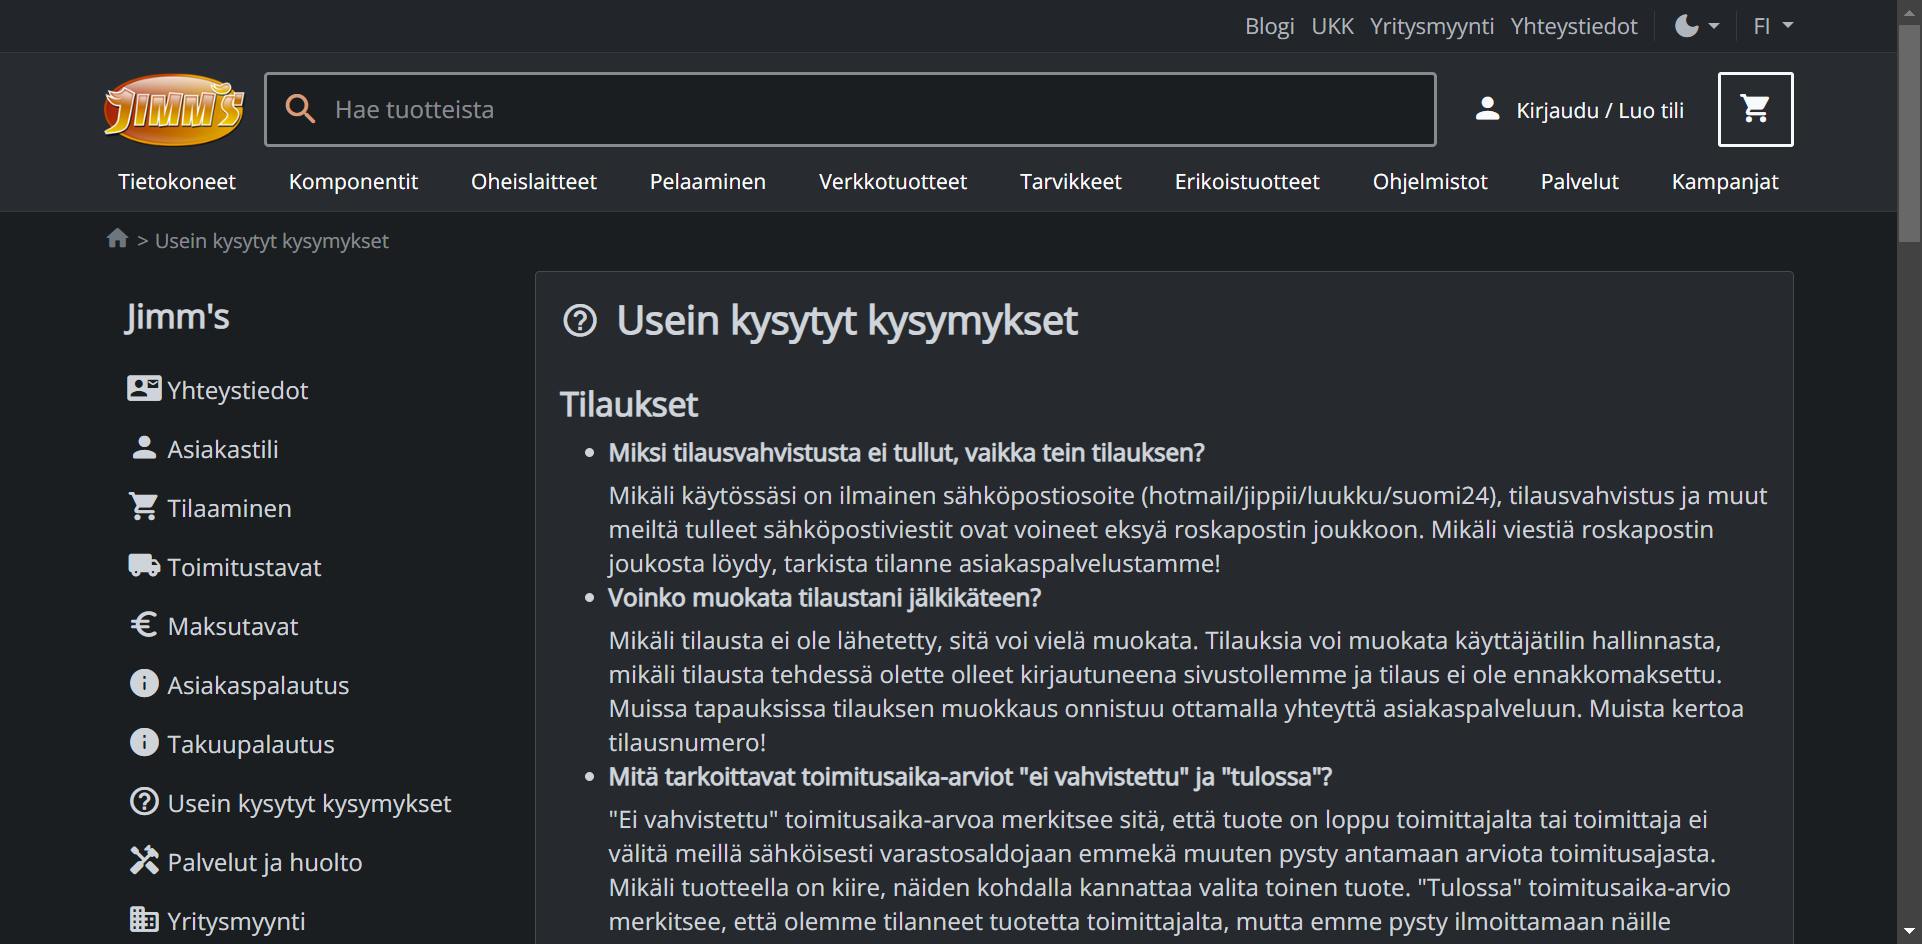 Blogi UKK Yritysmyynti Yhteystiedot FI
JIMM'S
Hae tuotteista
Kirjaudu / Luo tili
Tietokoneet Komponentit Oheislaitteet Pelaaminen Verkkotuotteet Tarvikkeet Erikoistuotteet Ohjelmistot Palvelut Kampanjat
> Usein kysytyt kysymykset
Jimm's
Yhteystiedot
Asiakastili
Tilaaminen
Toimitustavat
Maksutavat
Asiakaspalautus
Takuupalautus
Usein kysytyt kysymykset
Palvelut ja huolto
Yritysmyynti
Usein kysytyt kysymykset
Tilaukset
• Miksi tilausvahvistusta ei tullut, vaikka tein tilauksen?
Mikäli käytössäsi on ilmainen sähköpostiosoite (hotmail/jippii/luukku/suomi24), tilausvahvistus ja muut
meiltä tulleet sähköpostiviestit ovat voineet eksyä roskapostin joukkoon. Mikäli viestiä roskapostin
joukosta löydy, tarkista tilanne asiakaspalvelustamme!
• Voinko muokata tilaustani jälkikäteen?
Mikäli tilausta ei ole lähetetty, sitä voi vielä muokata. Tilauksia voi muokata käyttäjätilin hallinnasta,
mikäli tilausta tehdessä olette olleet kirjautuneena sivustollemme ja tilaus ei ole ennakkomaksettu.
Muissa tapauksissa tilauksen muokkaus onnistuu ottamalla yhteyttä asiakaspalveluun. Muista kertoa
tilausnumero!
• Mitä tarkoittavat toimitusaika-arviot "ei vahvistettu" ja "tulossa"?
"Ei vahvistettu" toimitusaika-arvoa merkitsee sitä, että tuote on loppu toimittajalta tai toimittaja ei
välitä meillä sähköisesti varastosaldojaan emmekä muuten pysty antamaan arviota toimitusajasta.
Mikäli tuotteella on kiire, näiden kohdalla kannattaa valita toinen tuote. "Tulossa" toimitusaika-arvio
merkitsee, että olemme tilanneet tuotetta toimittajalta, mutta emme pysty ilmoittamaan näille